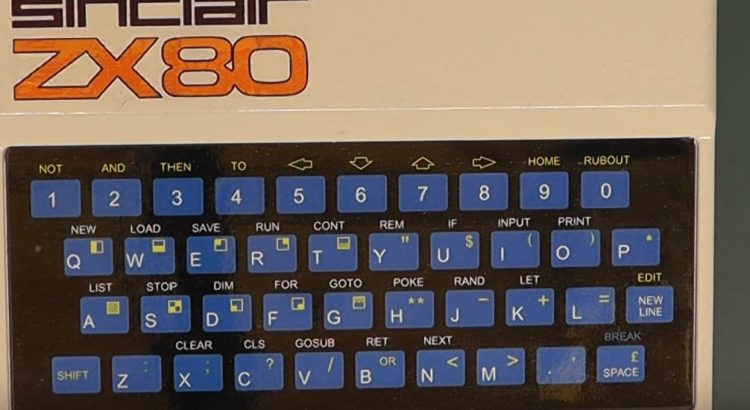 sinclair
ZX80
NOT AND THEN TO HOME RUBOUT
1 2 3 4 5 6 7 8 9 0
NEW LOAD SAVE RUN CONT REM IF INPUT PRINT
Q W E R T Y " U $ I ( O ) P *
LIST STOP DIM FOR GOTO POKE RAND LET EDIT
A S D F G H ** J − K + L = NEW LINE
CLEAR CLS GOSUB RET NEXT BREAK
SHIFT Z : X ; C ? V / B OR N < M > . , £ SPACE